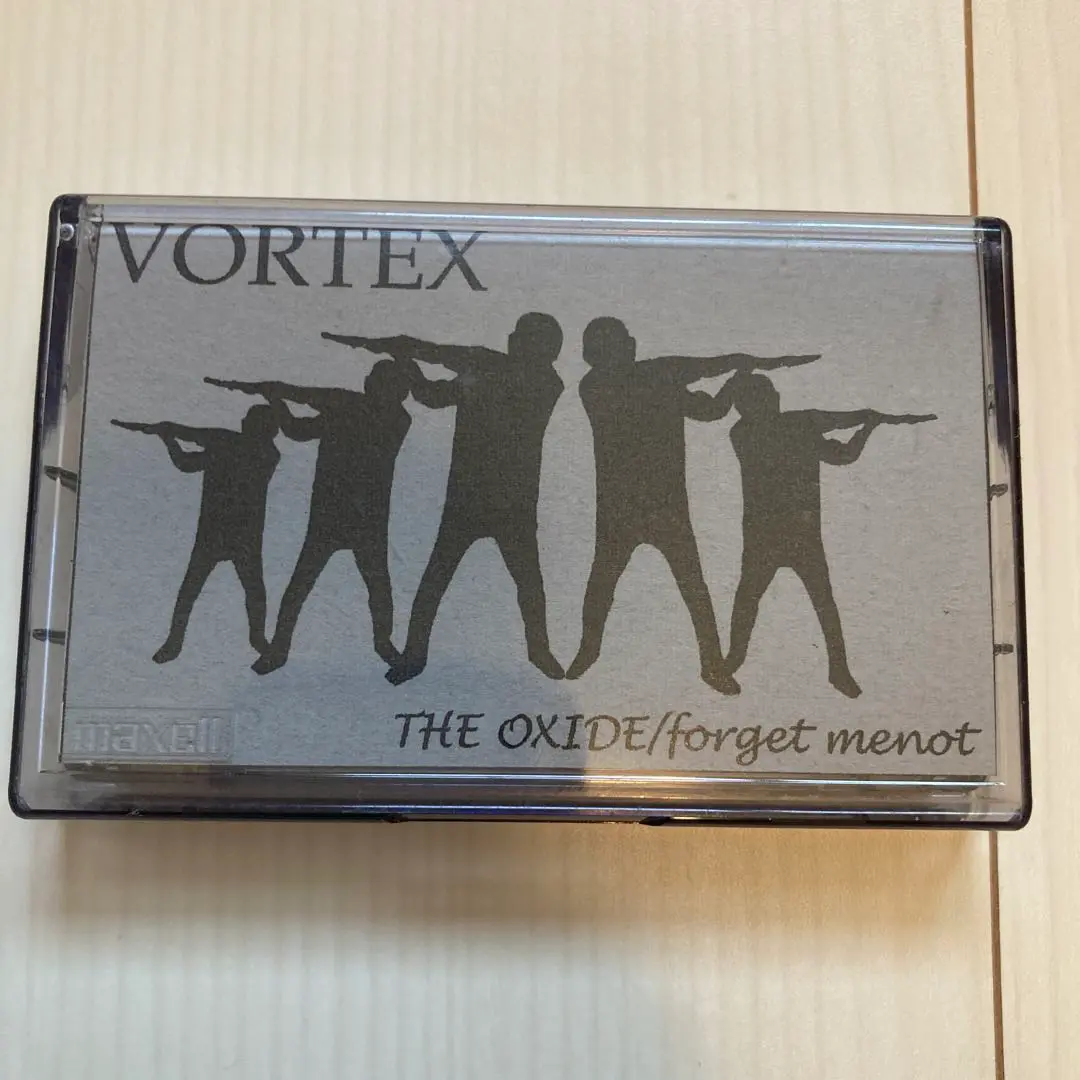 VORTEX
maxell
THE OXIDE/forget menot